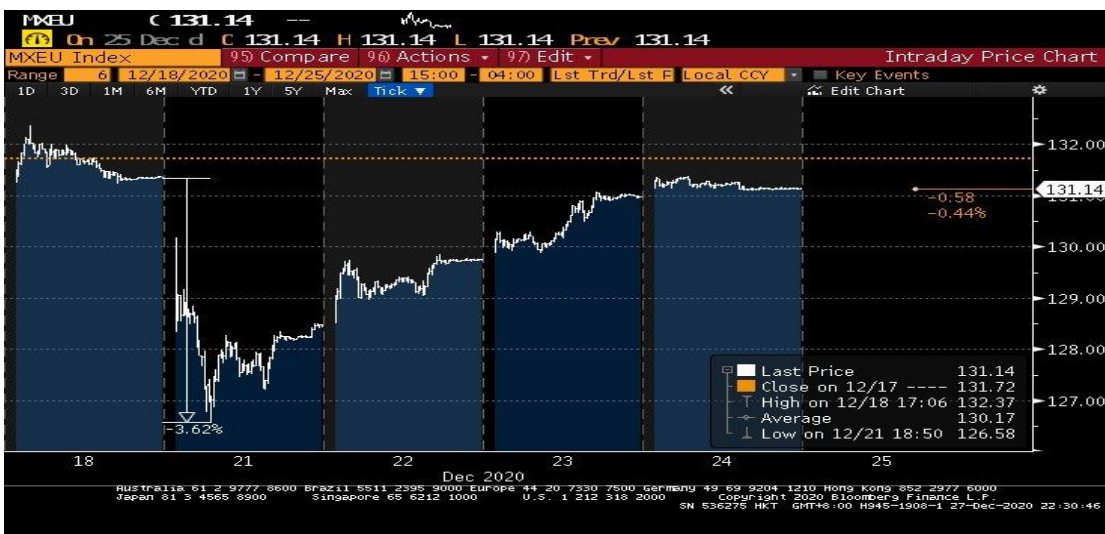 MXEU C 131.14 --
On 25 Dec d C 131.14 H 131.14 L 131.14 Prev 131.14
MXEU Index 95) Compare 96) Actions 97) Edit Intraday Price Chart
Range 6 12/18/2020 - 12/25/2020 15:00 - 04:00 Lst Trd/Lst F Local CCY Key Events
1D 3D 1M 6M YTD 1Y 5Y Max Tick ▼ « Edit Chart
132.00
131.14
-0.58
-0.44%
130.00
129.00
128.00
Last Price 131.14
Close on 12/17 ---- 131.72
High on 12/18 17:06 132.37
127.00
Average 130.17
-3.62%
Low on 12/21 18:50 126.58
18 21 22 23 24 25
Dec 2020
Australia 61 2 9777 8600 Brazil 5511 2395 9000 Europe 44 20 7330 7500 Germany 49 69 9204 1210 Hong Kong 852 2977 6000
Japan 81 3 4565 8900 Singapore 65 6212 1000 U.S. 1 212 318 2000 Copyright 2020 Bloomberg Finance L.P.
SN 536275 HKT GMT+8:00 H945-1908-1 27-Dec-2020 22:30:46